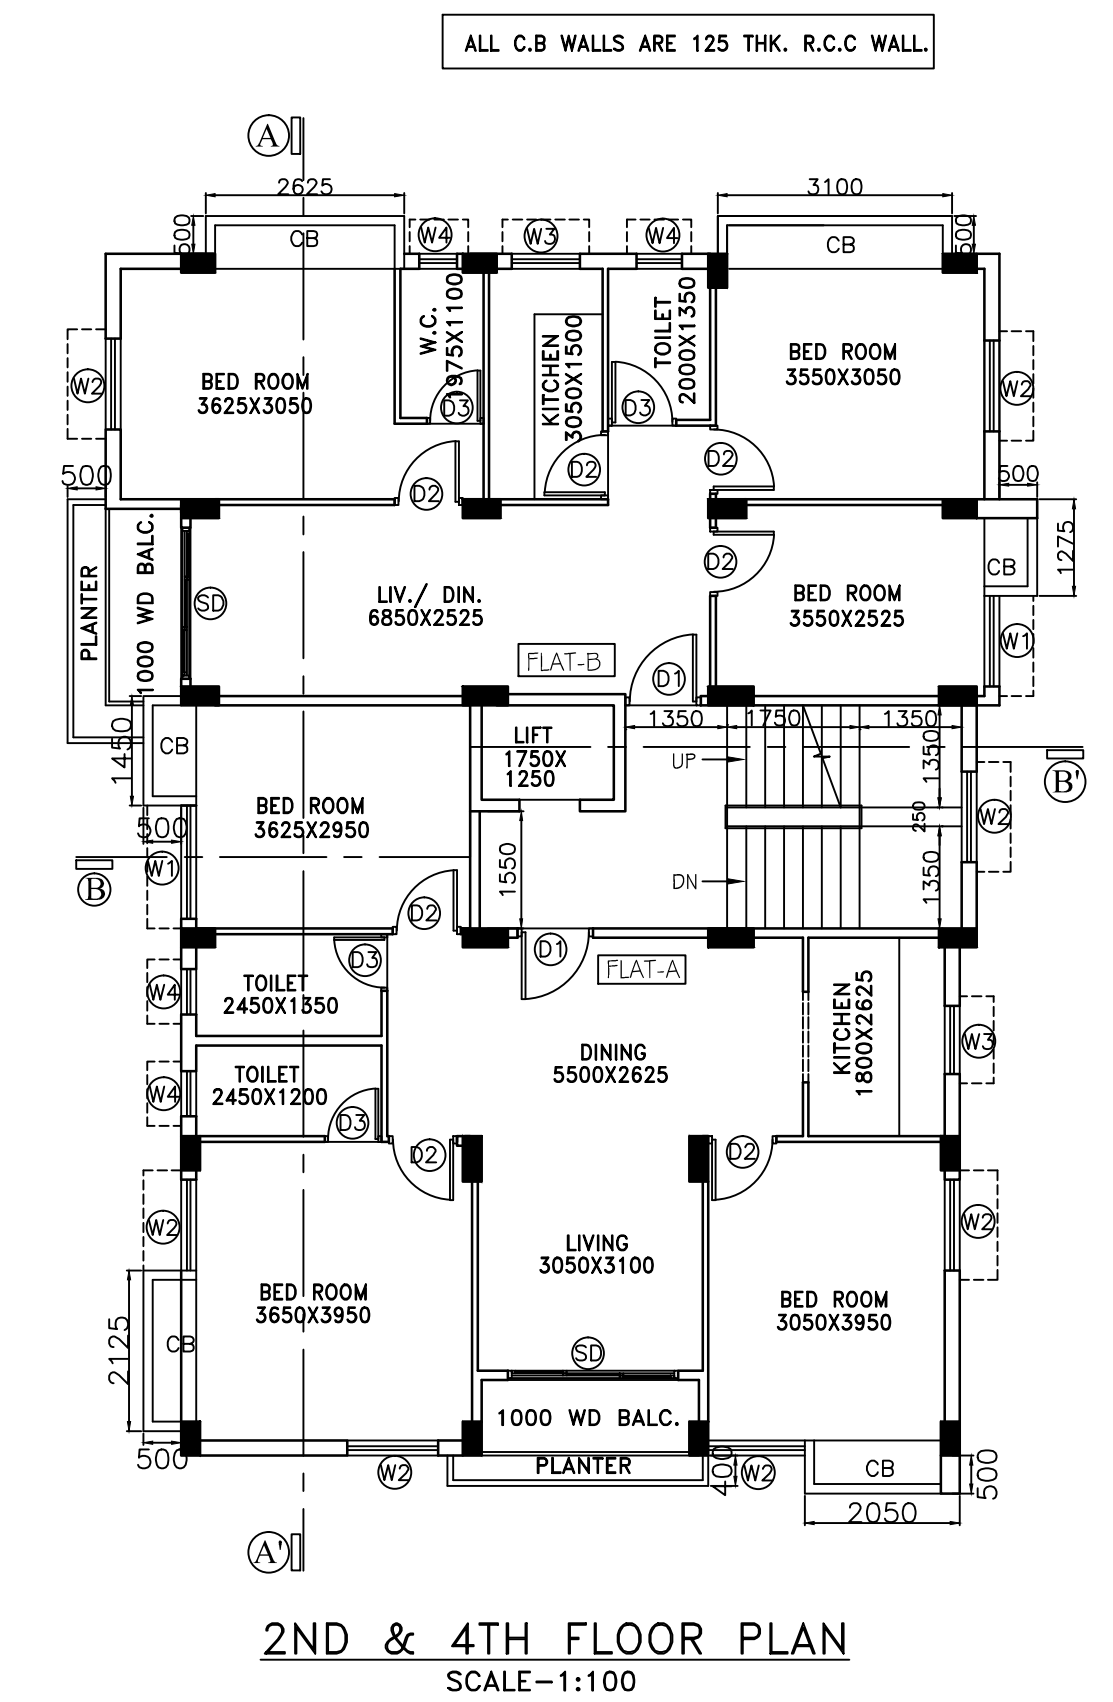 ALL C.B WALLS ARE 125 THK. R.C.C WALL.
A
2625
3100
500
CB
W4
W3
W4
CB
500
W.C.
1975X1100
KITCHEN
3050X1500
TOILET
2000X1350
BED ROOM
3625X3050
BED ROOM
3550X3050
W2
W2
D3
D3
D2
D2
D2
500
500
PLANTER
1000 WD BALC.
SD
LIV./ DIN.
6850X2525
D2
BED ROOM
3550X2525
CB
1275
W1
FLAT-B
D1
1450
CB
LIFT
1750X
1250
1350
1750
1350
UP
1350
B'
BED ROOM
3625X2950
500
W1
B
1550
250
W2
DN
1350
D2
D1
FLAT-A
D3
W4
TOILET
2450X1350
DINING
5500X2625
KITCHEN
1800X2625
W3
W4
TOILET
2450X1200
D3
D2
D2
W2
W2
LIVING
3050X3100
BED ROOM
3650X3950
BED ROOM
3050X3950
2125
CB
SD
1000 WD BALC.
500
W2
PLANTER
400
W2
CB
500
2050
A'
2ND & 4TH FLOOR PLAN
SCALE-1:100